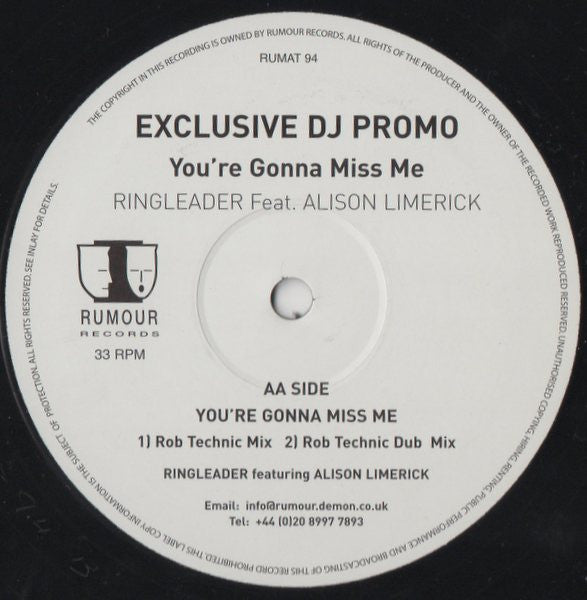 THE COPYRIGHT IN THIS RECORDING IS OWNED BY RUMOUR RECORDS. ALL RIGHTS OF THE PRODUCER AND THE OWNER OF THE RECORDED WORK REPRODUCED RESERVED. UNAUTHORISED COPYING, HIRING, RENTING, PUBLIC PERFORMANCE AND BROADCASTING OF THIS RECORD PROHIBITED. THIS LABEL COPY INFORMATION IS THE SUBJECT OF PROTECTION. ALL RIGHTS RESERVED. SEE INLAY FOR DETAILS.
RUMAT 94
EXCLUSIVE DJ PROMO
You're Gonna Miss Me
RINGLEADER Feat. ALISON LIMERICK
RUMOUR
RECORDS
33 RPM
AA SIDE
YOU'RE GONNA MISS ME
1) Rob Technic Mix 2) Rob Technic Dub Mix
RINGLEADER featuring ALISON LIMERICK
Email: info@rumour.demon.co.uk
Tel: +44 (0)20 8997 7893